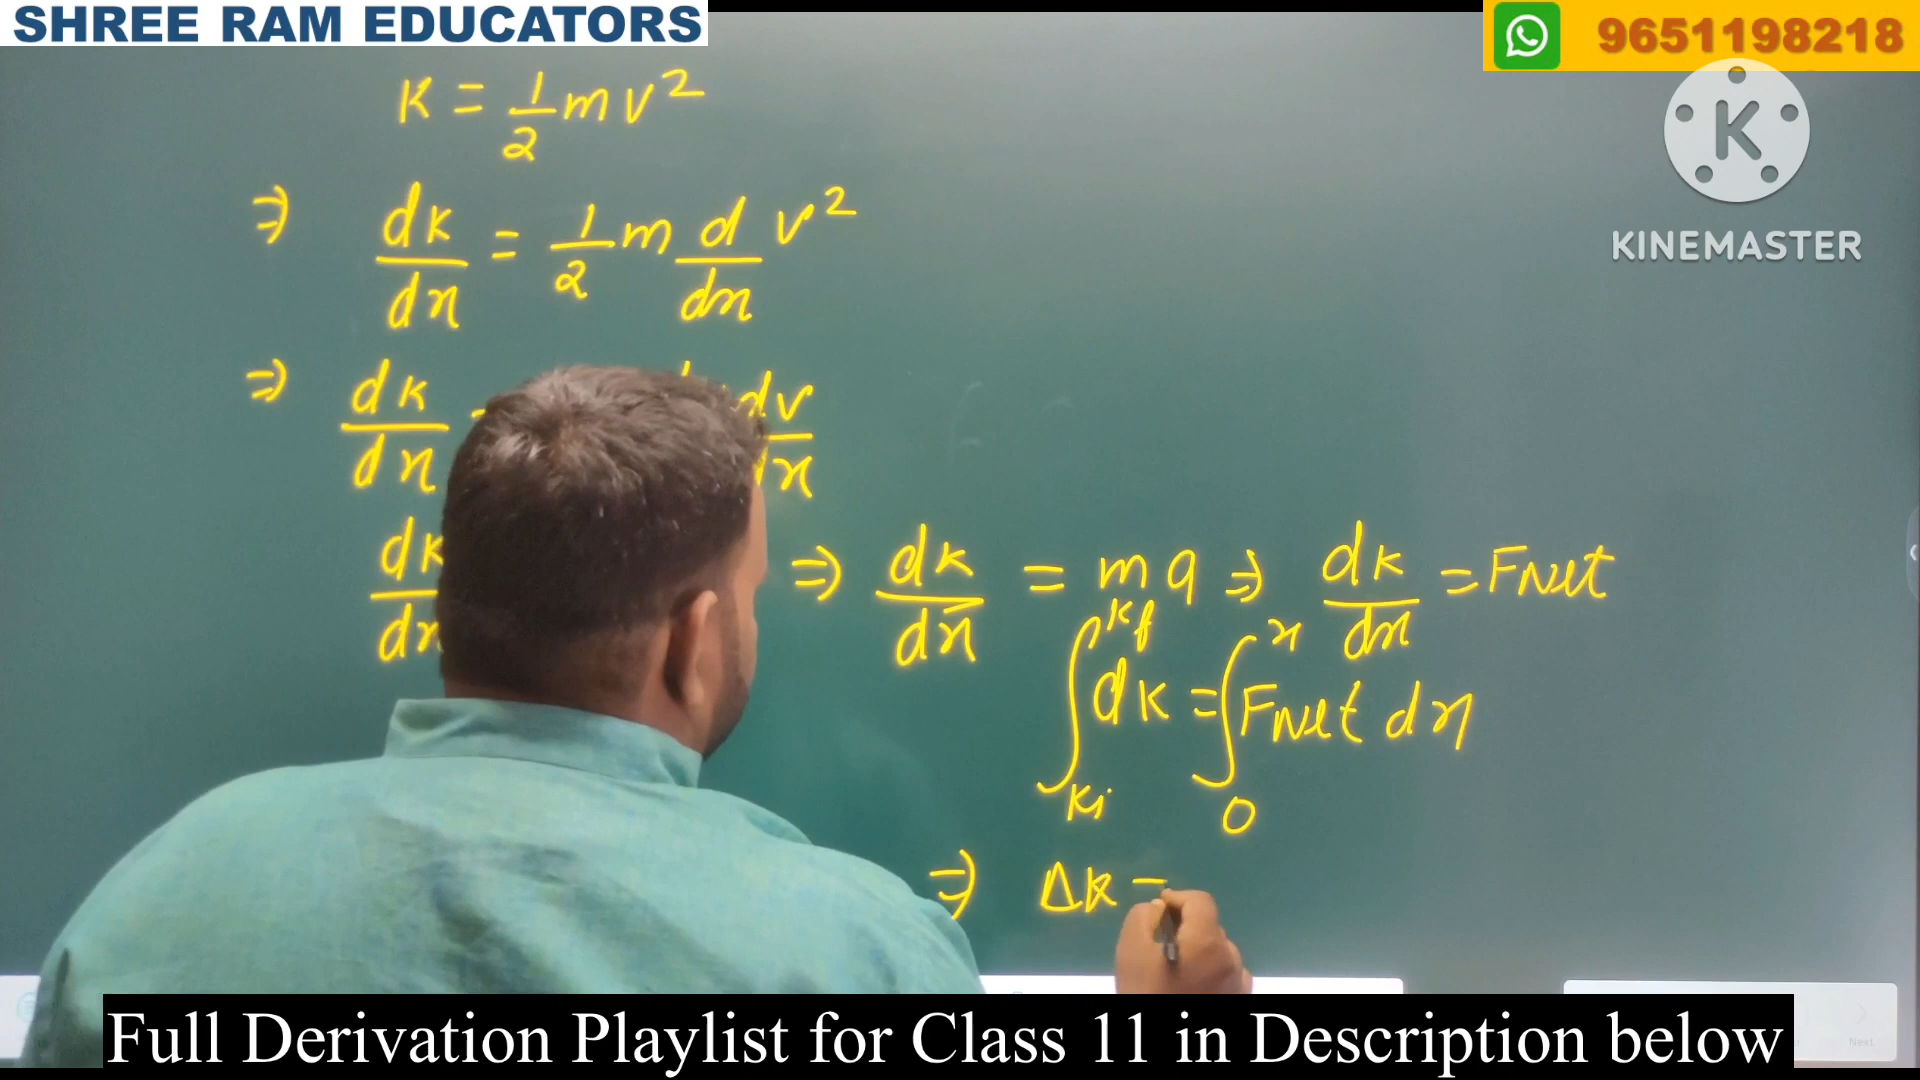 SHREE RAM EDUCATORS
9651198218
KINEMASTER
K = 1/2 mv²
⇒ dK/dx = 1/2 m d/dx v²
⇒ dK/dx = dv/dx
dK/dx ⇒ dK/dx = ma ⇒ dK/dx = FNet
∫ Ki Kf dK = ∫ 0 x FNet dx
⇒ ΔK =
Full Derivation Playlist for Class 11 in Description below
Next